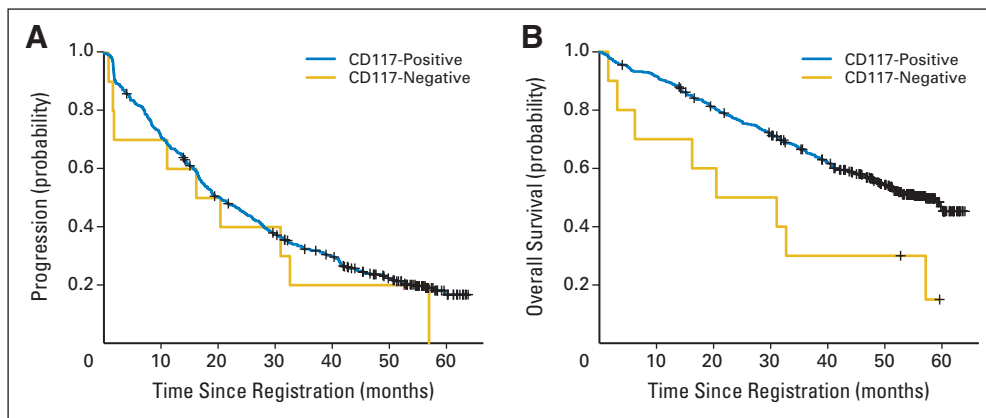 A
Progression (probability)
1.0
0.8
0.6
0.4
0.2
CD117-Positive
CD117-Negative
0 10 20 30 40 50 60
Time Since Registration (months)
B
Overall Survival (probability)
1.0
0.8
0.6
0.4
0.2
CD117-Positive
CD117-Negative
0 10 20 30 40 50 60
Time Since Registration (months)